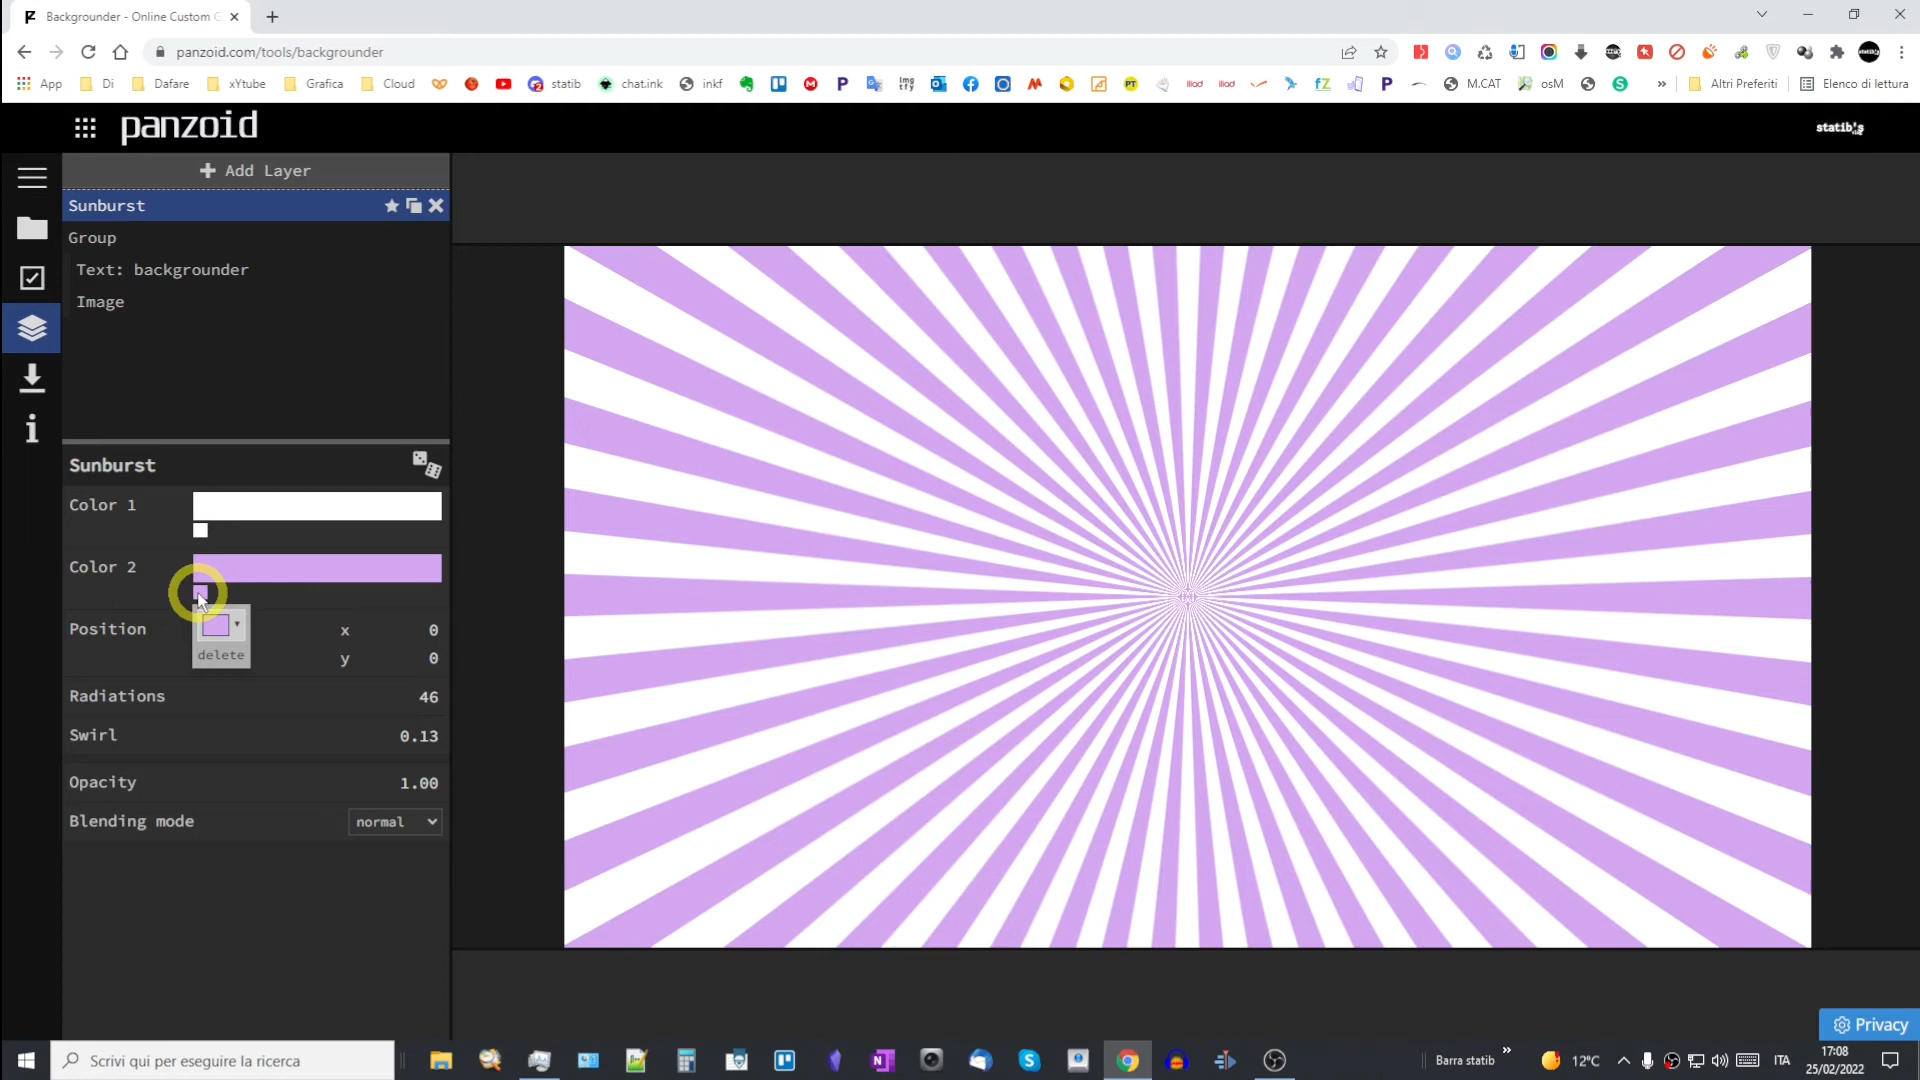 Backgrounder - Online Custom G
panzoid.com/tools/backgrounder
App
Di
Dafare
xYtube
Grafica
Cloud
statib
chat.ink
inkf
iliad
iliad
M.CAT
osM
Altri Preferiti
Elenco di lettura
panzoid
statib's
Add Layer
Sunburst
Group
Text: backgrounder
Image
Sunburst
Color 1
Color 2
Position x 0
y 0
delete
Radiations 46
Swirl 0.13
Opacity 1.00
Blending mode normal
Privacy
Scrivi qui per eseguire la ricerca
Barra statib
12°C
ITA
17:08
25/02/2022